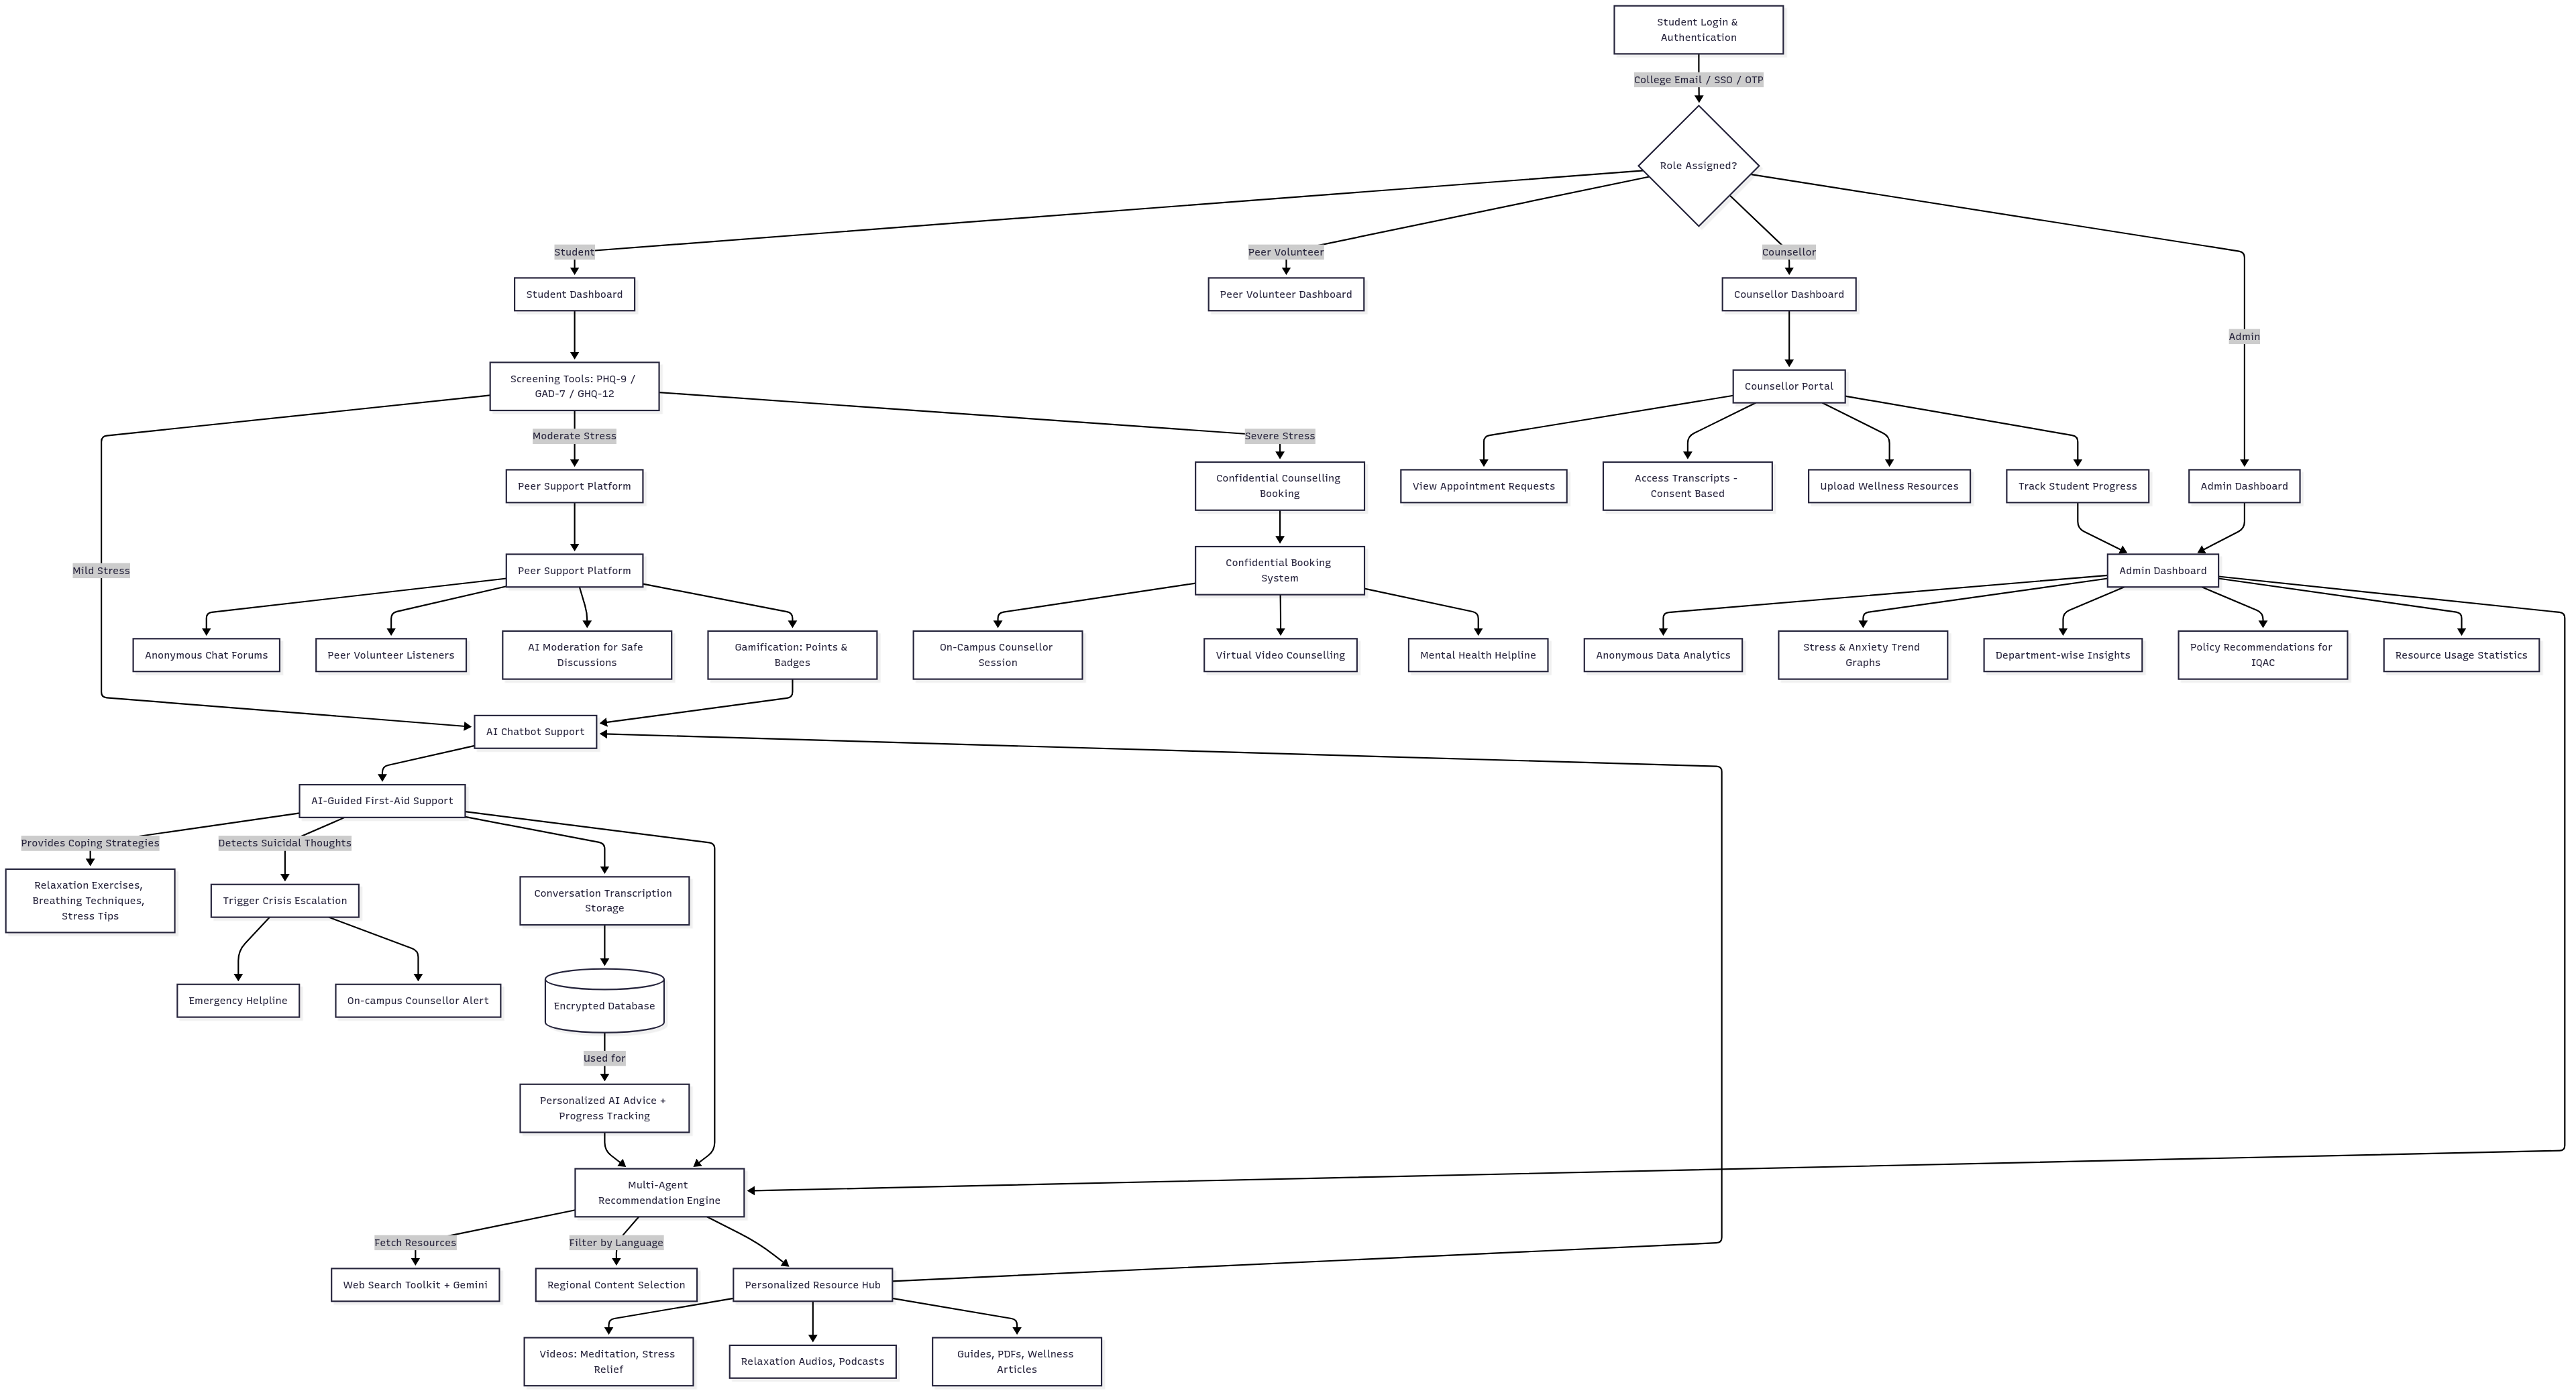 Student Login &
Authentication
College Email / SSO / OTP
Role Assigned?
Student
Peer Volunteer
Counsellor
Student Dashboard
Peer Volunteer Dashboard
Counsellor Dashboard
Admin
Screening Tools: PHQ-9 /
GAD-7 / GHQ-12
Counsellor Portal
Moderate Stress
Severe Stress
Peer Support Platform
Confidential Counselling
Booking
View Appointment Requests
Access Transcripts -
Consent Based
Upload Wellness Resources
Track Student Progress
Admin Dashboard
Mild Stress
Peer Support Platform
Confidential Booking
System
Admin Dashboard
Anonymous Chat Forums
Peer Volunteer Listeners
AI Moderation for Safe
Discussions
Gamification: Points &
Badges
On-Campus Counsellor
Session
Virtual Video Counselling
Mental Health Helpline
Anonymous Data Analytics
Stress & Anxiety Trend
Graphs
Department-wise Insights
Policy Recommendations for
IQAC
Resource Usage Statistics
AI Chatbot Support
AI-Guided First-Aid Support
Provides Coping Strategies
Detects Suicidal Thoughts
Relaxation Exercises,
Breathing Techniques,
Stress Tips
Trigger Crisis Escalation
Conversation Transcription
Storage
Emergency Helpline
On-campus Counsellor Alert
Encrypted Database
Used for
Personalized AI Advice +
Progress Tracking
Multi-Agent
Recommendation Engine
Fetch Resources
Filter by Language
Web Search Toolkit + Gemini
Regional Content Selection
Personalized Resource Hub
Videos: Meditation, Stress
Relief
Relaxation Audios, Podcasts
Guides, PDFs, Wellness
Articles